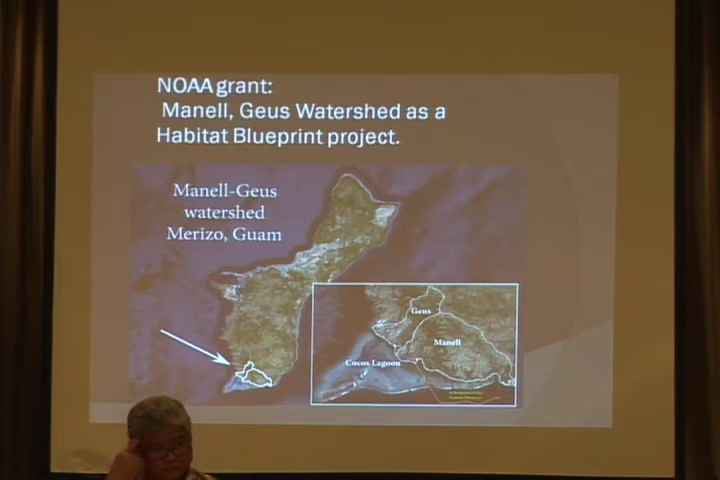 NOAA grant:
Manell, Geus Watershed as a
Habitat Blueprint project.
Manell-Geus
watershed
Merizo, Guam
Geus
Manell
Cocos Lagoon